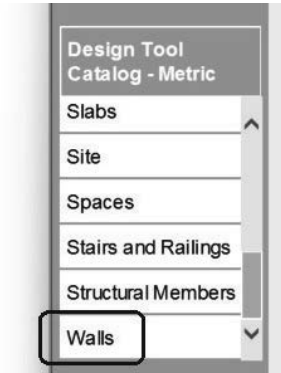 Design Tool
Catalog - Metric
Slabs
Site
Spaces
Stairs and Railings
Structural Members
Walls